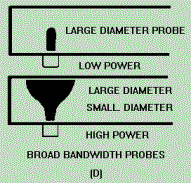 LARGE DIAMETER PROBE
LOW POWER
LARGE DIAMETER
SMALL. DIAMETER
HIGH POWER
BROAD BANDWIDTH PROBES
(D)